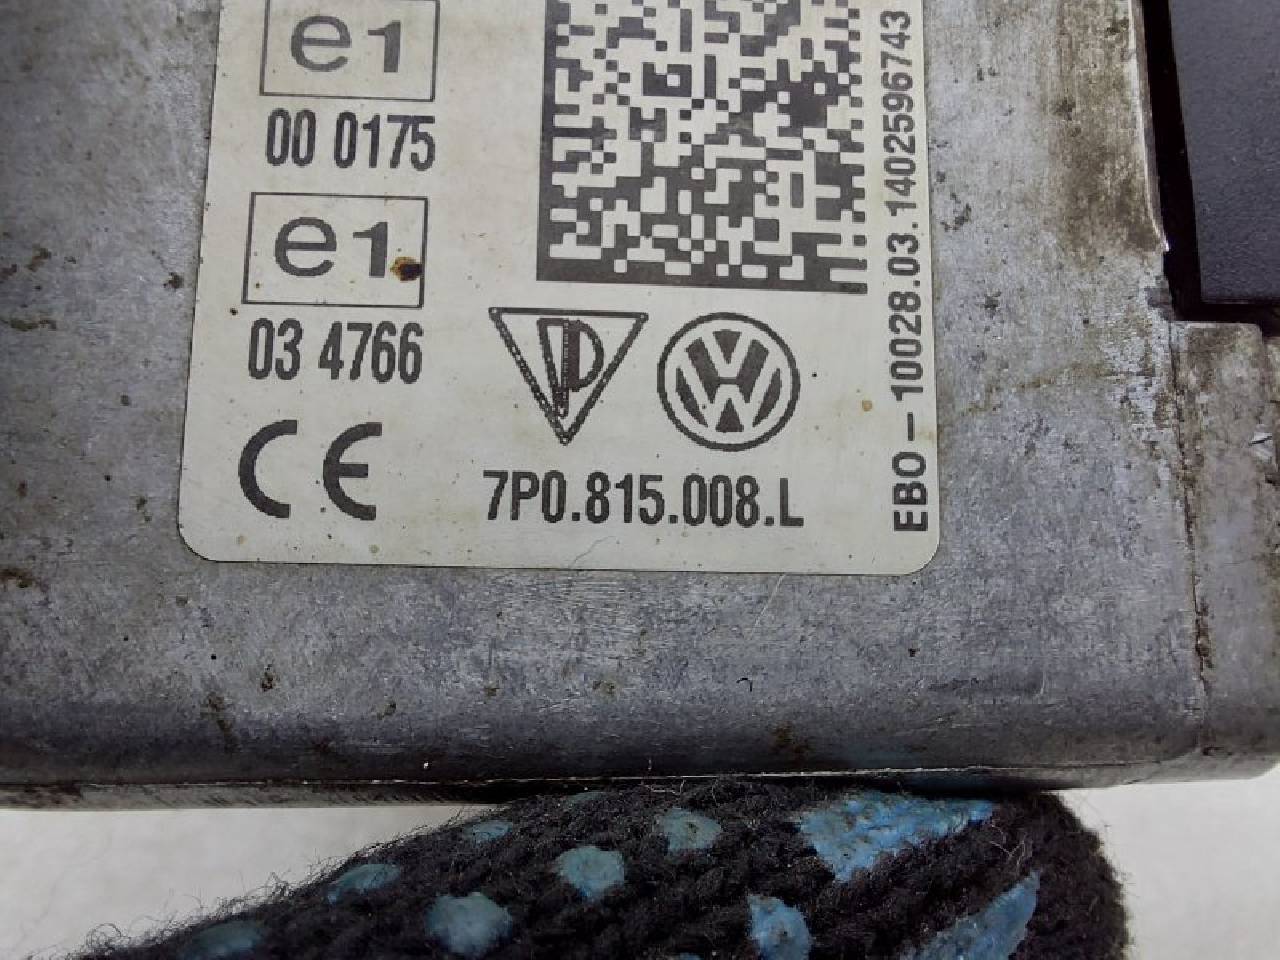 e1
00 0175
e1
03 4766
CE
7P0.815.008.L
EBO – 10028.03.1402596743